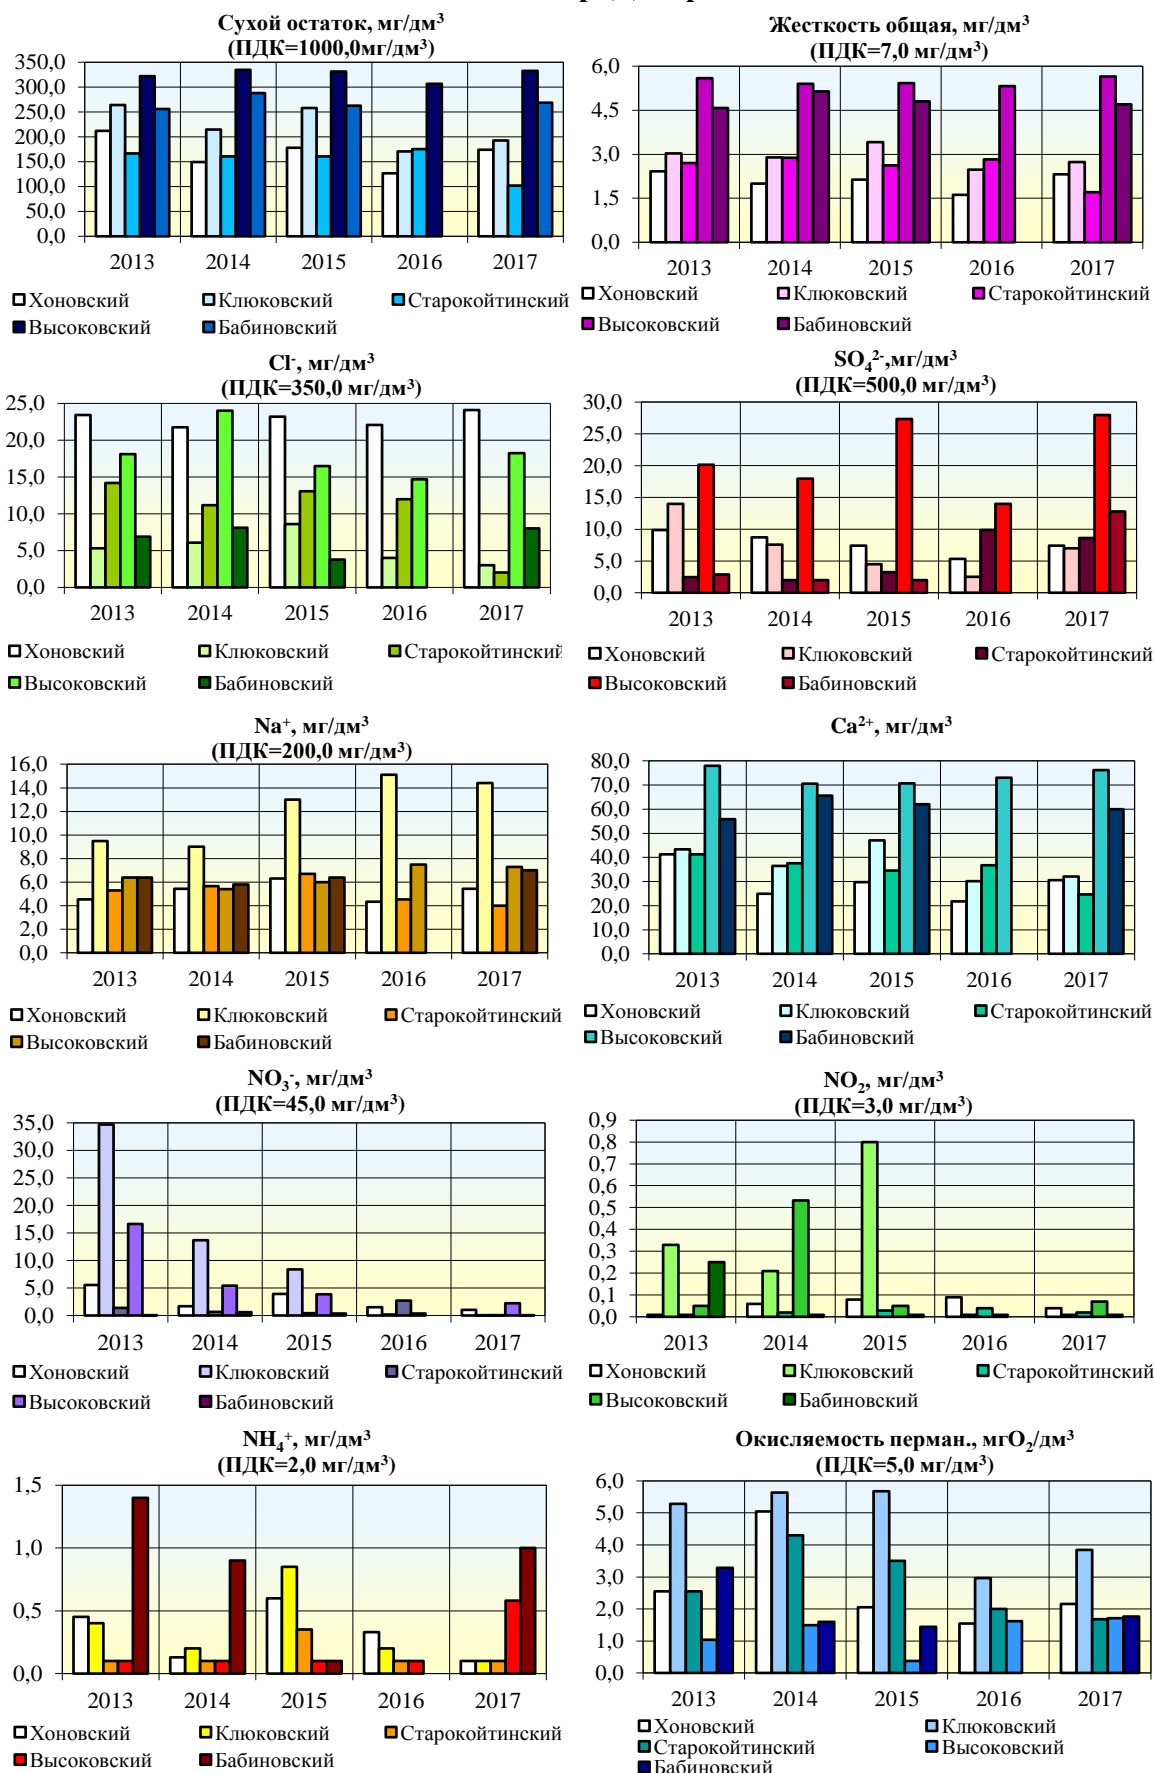 Сухой остаток, мг/дм³
(ПДК=1000,0мг/дм³)
350,0
300,0
250,0
200,0
150,0
100,0
50,0
0,0
2013 2014 2015 2016 2017
Хоновский Клюковский Старокойтинский
Высоковский Бабиновский
Жесткость общая, мг/дм³
(ПДК=7,0 мг/дм³)
6,0
4,5
3,0
1,5
0,0
2013 2014 2015 2016 2017
Хоновский Клюковский Старокойтинский
Высоковский Бабиновский
Cl⁻, мг/дм³
(ПДК=350,0 мг/дм³)
25,0
20,0
15,0
10,0
5,0
0,0
2013 2014 2015 2016 2017
Хоновский Клюковский Старокойтинский
Высоковский Бабиновский
SO₄²⁻,мг/дм³
(ПДК=500,0 мг/дм³)
30,0
25,0
20,0
15,0
10,0
5,0
0,0
2013 2014 2015 2016 2017
Хоновский Клюковский Старокойтинский
Высоковский Бабиновский
Na⁺, мг/дм³
(ПДК=200,0 мг/дм³)
16,0
14,0
12,0
10,0
8,0
6,0
4,0
2,0
0,0
2013 2014 2015 2016 2017
Хоновский Клюковский Старокойтинский
Высоковский Бабиновский
Ca²⁺, мг/дм³
80,0
70,0
60,0
50,0
40,0
30,0
20,0
10,0
0,0
2013 2014 2015 2016 2017
Хоновский Клюковский Старокойтинский
Высоковский Бабиновский
NO₃⁻, мг/дм³
(ПДК=45,0 мг/дм³)
35,0
30,0
25,0
20,0
15,0
10,0
5,0
0,0
2013 2014 2015 2016 2017
Хоновский Клюковский Старокойтинский
Высоковский Бабиновский
NO₂, мг/дм³
(ПДК=3,0 мг/дм³)
0,9
0,8
0,7
0,6
0,5
0,4
0,3
0,2
0,1
0,0
2013 2014 2015 2016 2017
Хоновский Клюковский Старокойтинский
Высоковский Бабиновский
NH₄⁺, мг/дм³
(ПДК=2,0 мг/дм³)
1,5
1,0
0,5
0,0
2013 2014 2015 2016 2017
Хоновский Клюковский Старокойтинский
Высоковский Бабиновский
Окисляемость перман., мгО₂/дм³
(ПДК=5,0 мг/дм³)
6,0
5,0
4,0
3,0
2,0
1,0
0,0
2013 2014 2015 2016 2017
Хоновский Клюковский
Старокойтинский Высоковский
Бабиновский